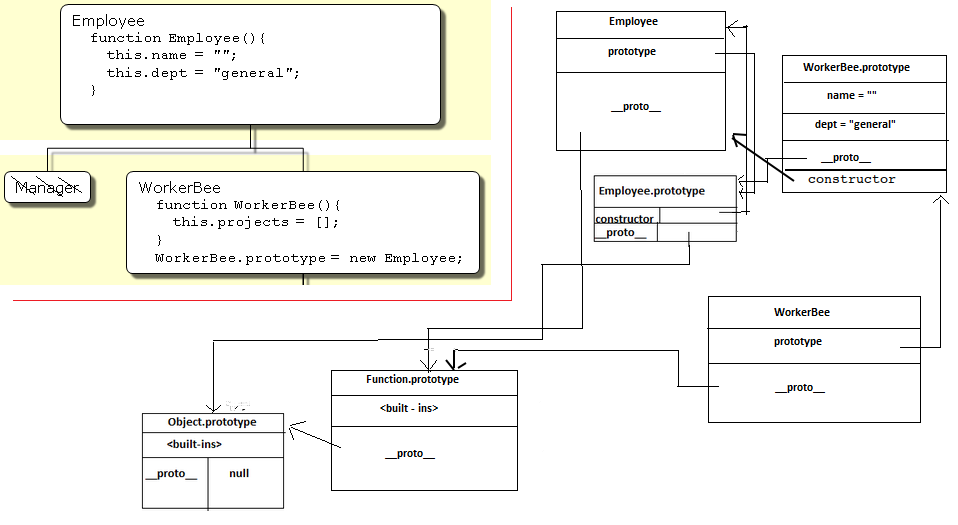 Employee
function Employee(){
this.name = "";
this.dept = "general";
}
Manager
WorkerBee
function WorkerBee(){
this.projects = [];
}
WorkerBee.prototype = new Employee;
Employee
prototype
__proto__
WorkerBee.prototype
name = ""
dept = "general"
__proto__
constructor
Employee.prototype
constructor
__proto__
WorkerBee
prototype
__proto__
Function.prototype
<built - ins>
__proto__
Object.prototype
<built-ins>
__proto__ null